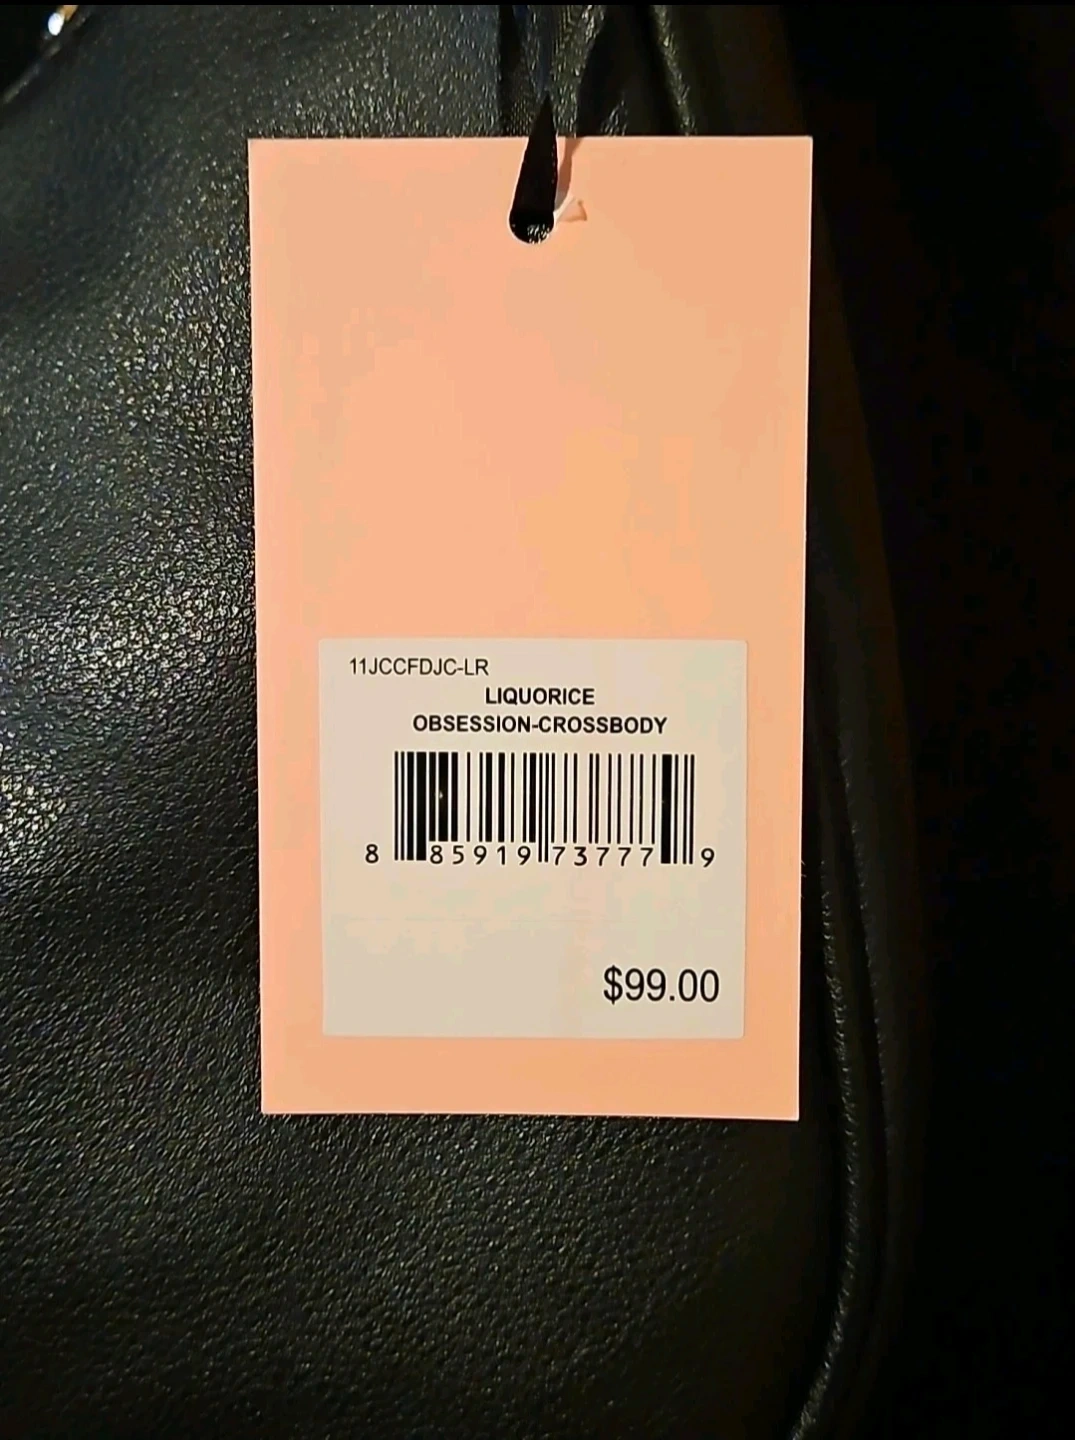 11JCCFDJC-LR
LIQUORICE
OBSESSION-CROSSBODY
8 85919 73777 9
$99.00